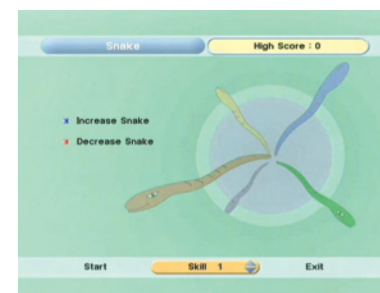 Snake
High Score : 0
x Increase Snake
x Decrease Snake
Start
Skill 1
Exit